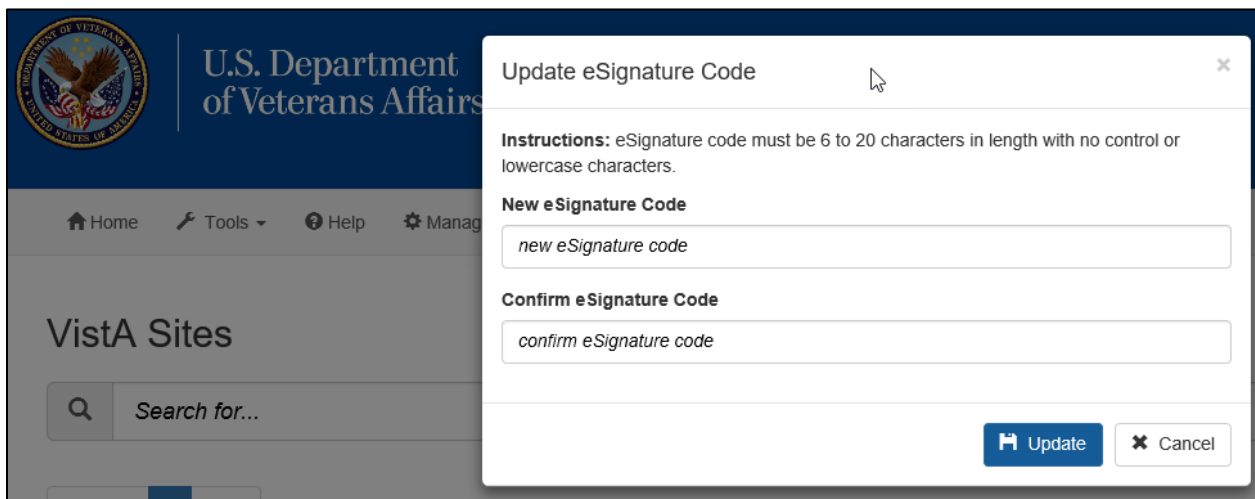 U.S. Department
of Veterans Affairs
Update eSignature Code
×
Instructions: eSignature code must be 6 to 20 characters in length with no control or
lowercase characters.
New eSignature Code
new eSignature code
Confirm eSignature Code
confirm eSignature code
Update
Cancel
Home
Tools
Help
Manag
VistA Sites
Search for...